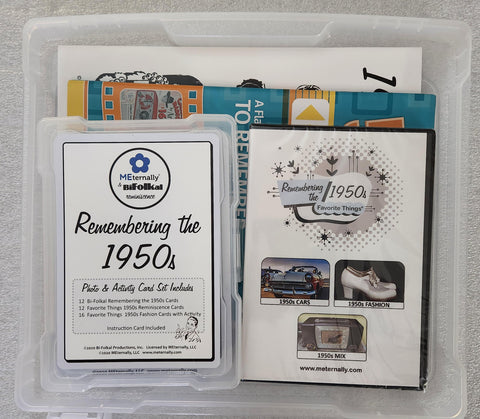 A Fla
TO REMEMBER
MEternally
& BiFolkal
reminiscence
Remembering the
1950s
Photo & Activity Card Set Includes
12 Bi-Folkal Remembering the 1950s Cards
12 Favorite Things 1950s Reminiscence Cards
16 Favorite Things 1950s Fashion Cards with Activity
Instruction Card Included
©2020 Bi-Folkal Productions, Inc. Licensed by MEternally, LLC
©2020 MEternally, LLC www.meternally.com
Remembering
the
1950s
Favorite Things®
1950s CARS
1950s FASHION
1950s MIX
www.meternally.com